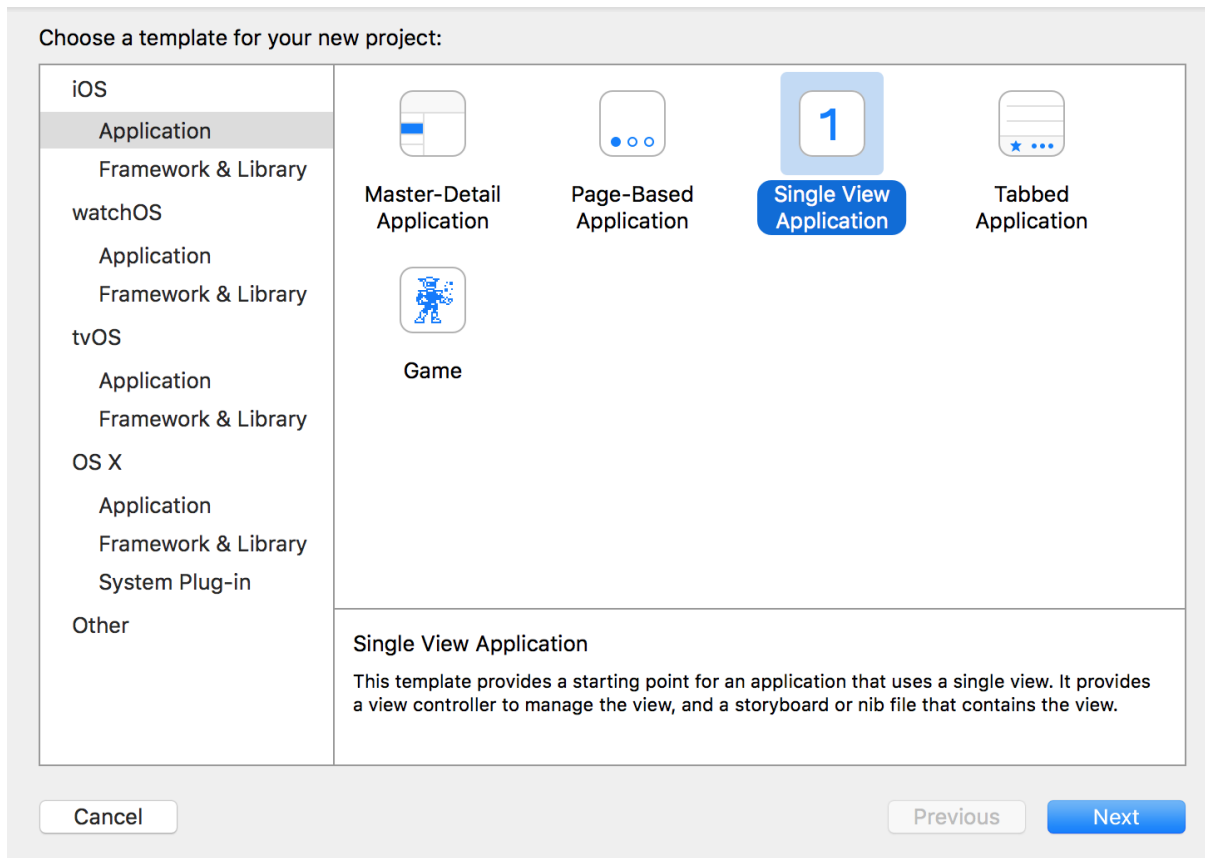 Choose a template for your new project:
iOS
Application
Framework & Library
watchOS
Application
Framework & Library
tvOS
Application
Framework & Library
OS X
Application
Framework & Library
System Plug-in
Other
Master-Detail
Application
Page-Based
Application
1
Single View
Application
Tabbed
Application
Game
Single View Application
This template provides a starting point for an application that uses a single view. It provides
a view controller to manage the view, and a storyboard or nib file that contains the view.
Cancel
Previous
Next